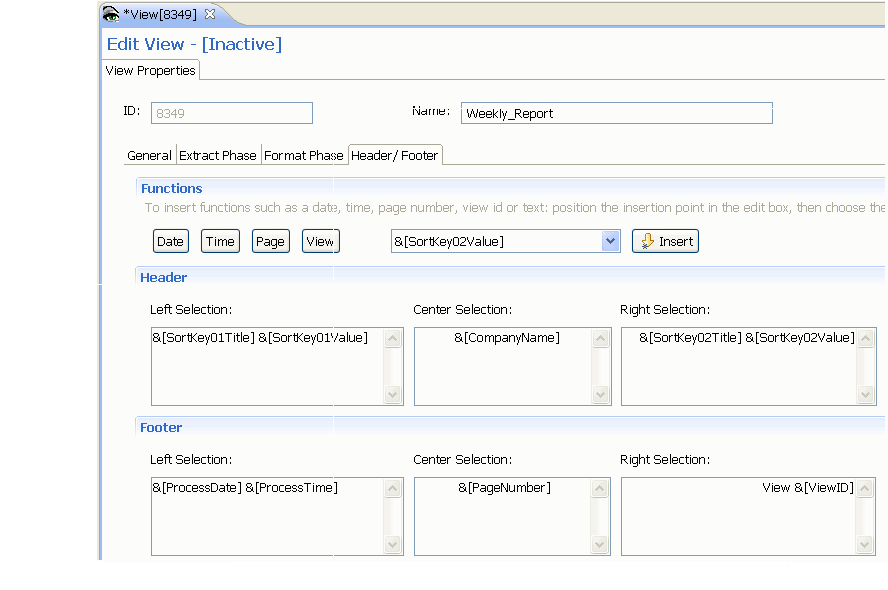 *View[8349]
Edit View - [Inactive]
View Properties
ID: 8349 Name: Weekly_Report
General Extract Phase Format Phase Header/ Footer
Functions
To insert functions such as a date, time, page number, view id or text: position the insertion point in the edit box, then choose the
Date Time Page View &[SortKey02Value] Insert
Header
Left Selection: Center Selection: Right Selection:
&[SortKey01Title] &[SortKey01Value] &[CompanyName] &[SortKey02Title] &[SortKey02Value]
Footer
Left Selection: Center Selection: Right Selection:
&[ProcessDate] &[ProcessTime] &[PageNumber] View &[ViewID]